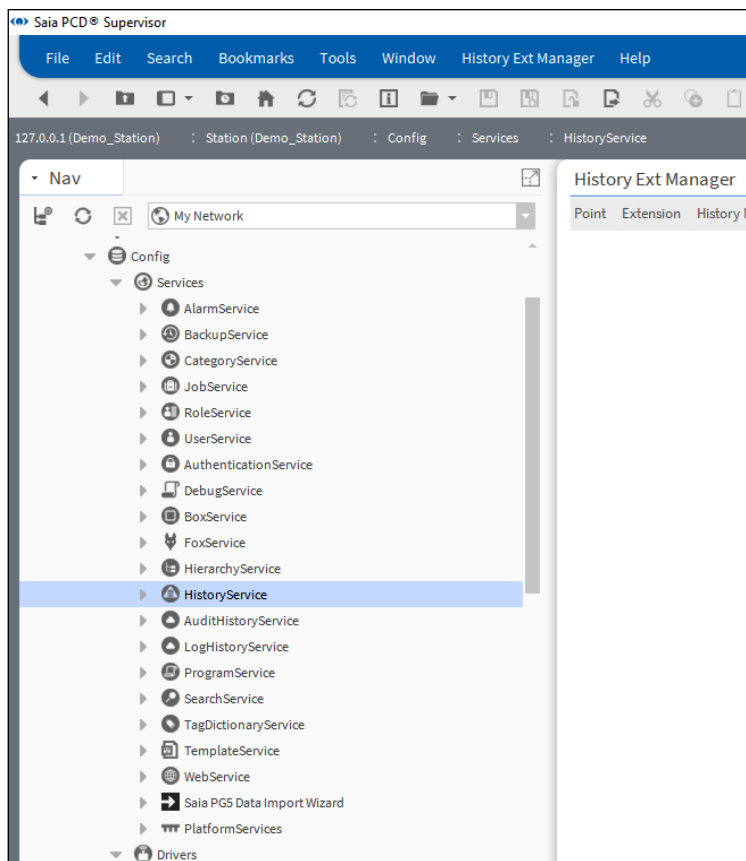 Saia PCD® Supervisor
File Edit Search Bookmarks Tools Window History Ext Manager Help
127.0.0.1 (Demo_Station) : Station (Demo_Station) : Config : Services : HistoryService
Nav
History Ext Manager
My Network
Point Extension History
Config
Services
AlarmService
BackupService
CategoryService
JobService
RoleService
UserService
AuthenticationService
DebugService
BoxService
FoxService
HierarchyService
HistoryService
AuditHistoryService
LogHistoryService
ProgramService
SearchService
TagDictionaryService
TemplateService
WebService
Saia PG5 Data Import Wizard
PlatformServices
Drivers